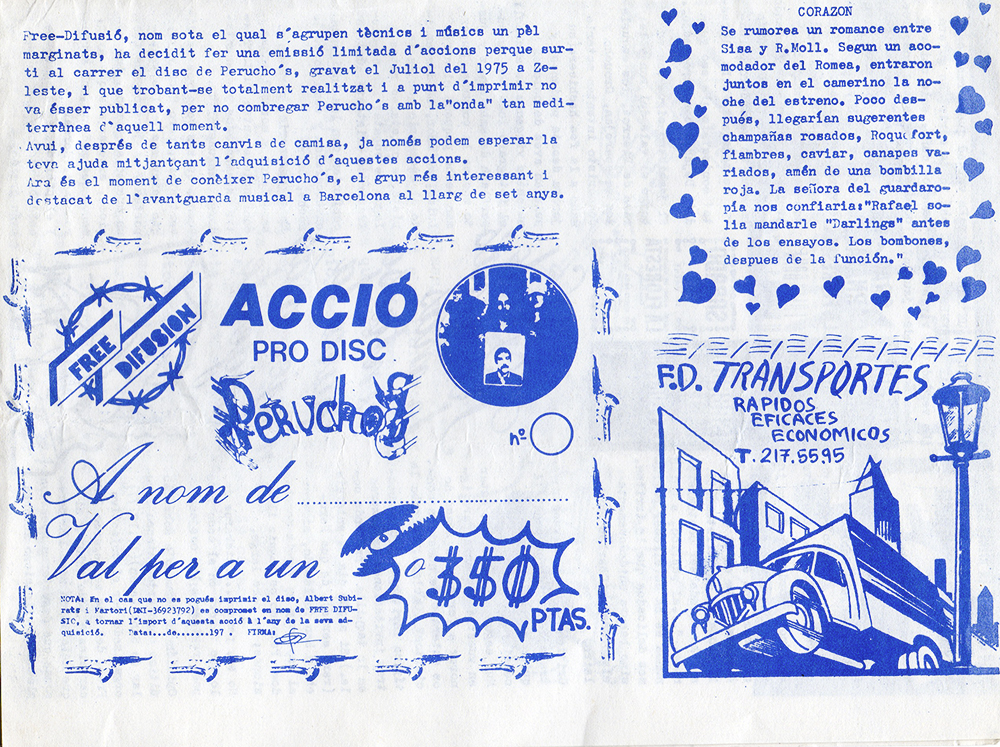 Free-Difusió, nom sota el qual s´agrupen tècnics i músics un pèl
marginats, ha decidit fer una emissió limitada d´accions perque sur-
ti al carrer el disc de Perucho´s, gravat el Juliol del 1975 a Ze-
leste, i que trobant-se totalment realitzat i a punt d´imprimir no
va ésser publicat, per no combregar Perucho´s amb la"onda" tan medi-
terrànea d´aquell moment.
Avui, després de tants canvis de camisa, ja només podem esperar la
teva ajuda mitjantçant l´adquisició d´aquestes accions.
Ara és el moment de conèixer Perucho´s, el grup més interessant i
destacat de l´avantguarda musical a Barcelona al llarg de set anys.
CORAZON
Se rumorea un romance entre
Sisa y R.Moll. Segun un aco-
modador del Romea, entraron
juntos en el camerino la no-
che del estreno. Poco des-
pués, llegarían sugerentes
champañas rosados, Roquefort,
fiambres, caviar, canapes va-
riados, amén de una bombilla
roja. La señora del guardaro-
pía nos confiaria:"Rafael so-
lia mandarle "Darlings" antes
de los ensayos. Los bombones,
despues de la función."
FREE DIFUSION
ACCIÓ
PRO DISC
Perucho's
nº
A nom de
Val per a un
$$0
PTAS.
NOTA: En el cas que no es pogués imprimir el disc, Albert Subi-
rats i Sartori(DNI-36923792) es compromet en nom de FREE DIFU-
SIC, a tornar l´import d´aquesta acció à l´any de la seva ad-
quisició. Data:...de.......197 . FIRMA:
F.D. TRANSPORTES
RAPIDOS
EFICACES
ECONOMICOS
T. 217.5595